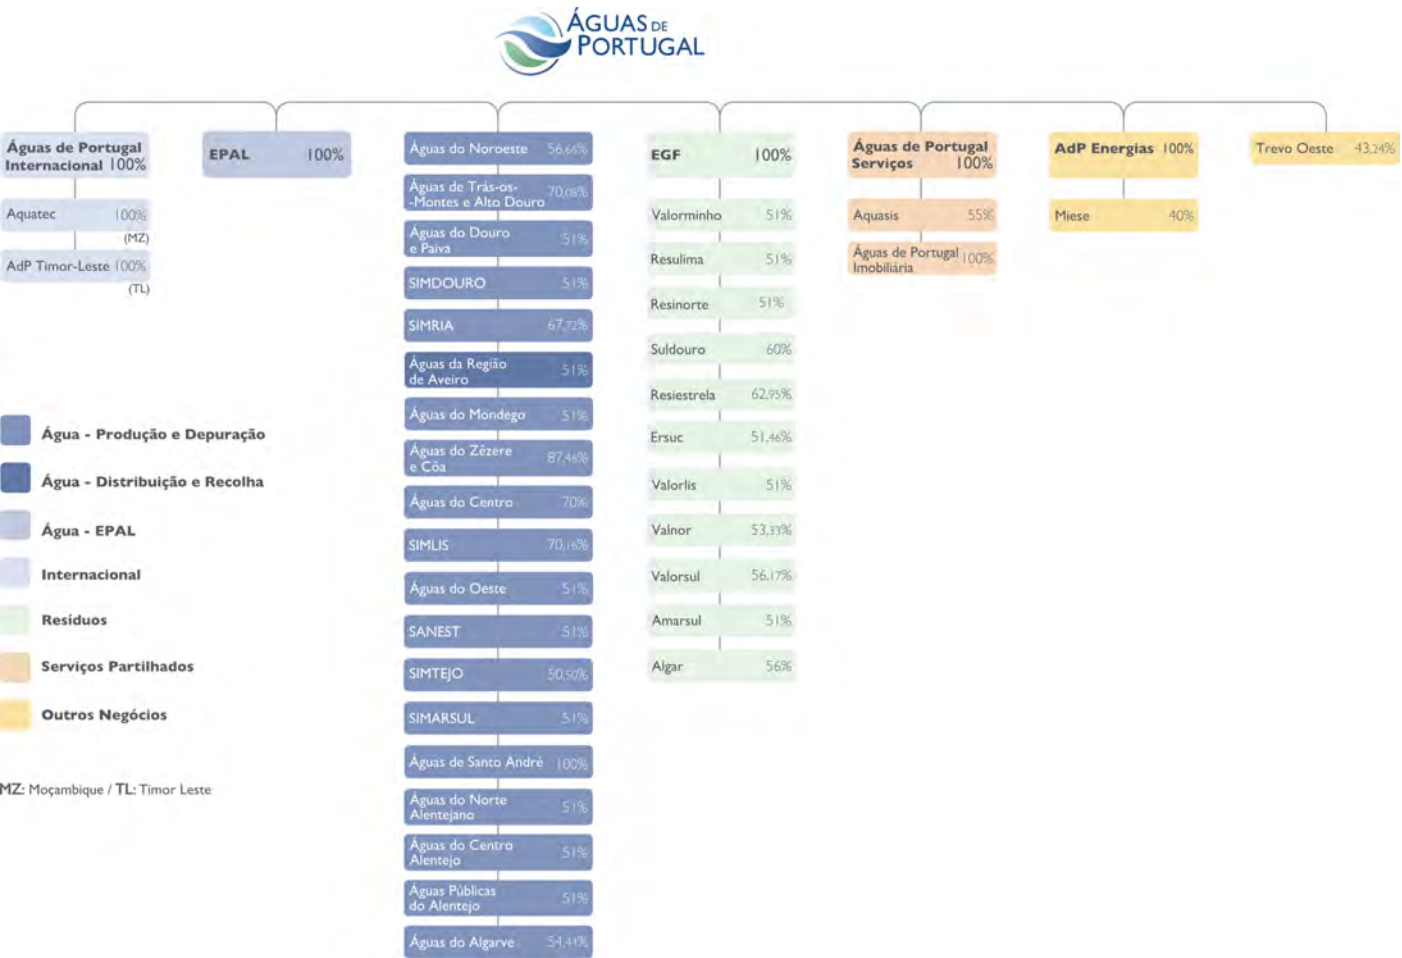 ÁGUAS DE
PORTUGAL
Águas de Portugal
Internacional 100%
Aquatec 100%
(MZ)
AdP Timor-Leste 100%
(TL)
EPAL 100%
Águas do Noroeste 56,66%
Águas de Trás-os-
-Montes e Alto Douro 70,08%
Águas do Douro
e Paiva 51%
SIMDOURO 51%
SIMRIA 67,72%
Águas da Região
de Aveiro 51%
Águas do Mondego 51%
Águas do Zêzere
e Côa 87,46%
Águas do Centro 70%
SIMLIS 70,16%
Águas do Oeste 51%
SANEST 51%
SIMTEJO 50,50%
SIMARSUL 51%
Águas de Santo André 100%
Águas do Norte
Alentejano 51%
Águas do Centro
Alentejo 51%
Águas Públicas
do Alentejo 51%
Águas do Algarve 54,44%
EGF 100%
Valorminho 51%
Resulima 51%
Resinorte 51%
Suldouro 60%
Resiestrela 62,95%
Ersuc 51,46%
Valorlis 51%
Valnor 53,33%
Valorsul 56,17%
Amarsul 51%
Algar 56%
Águas de Portugal
Serviços 100%
Aquasis 55%
Águas de Portugal
Imobiliária 100%
AdP Energias 100%
Miese 40%
Trevo Oeste 43,24%
Água - Produção e Depuração
Água - Distribuição e Recolha
Água - EPAL
Internacional
Resíduos
Serviços Partilhados
Outros Negócios
MZ: Moçambique / TL: Timor Leste